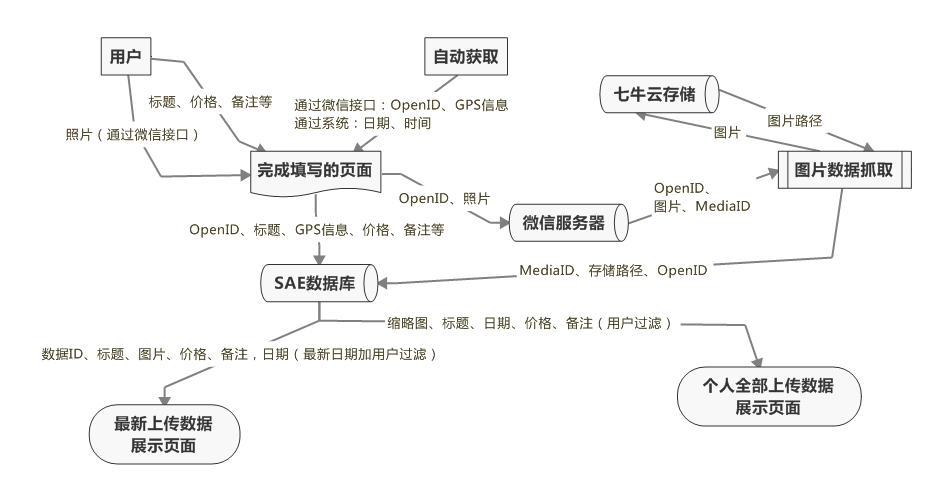 用户
自动获取
七牛云存储
标题、价格、备注等
通过微信接口：OpenID、GPS信息
通过系统：日期、时间
图片路径
照片（通过微信接口）
图片
完成填写的页面
图片数据抓取
OpenID、照片
OpenID、
图片、MediaID
微信服务器
OpenID、标题、GPS信息、价格、备注等
MediaID、存储路径、OpenID
SAE数据库
缩略图、标题、日期、价格、备注（用户过滤）
数据ID、标题、图片、价格、备注，日期（最新日期加用户过滤）
个人全部上传数据
展示页面
最新上传数据
展示页面